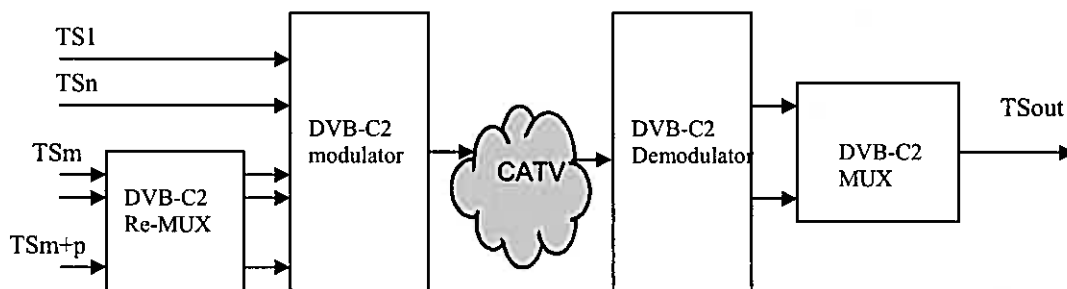 TS1
TSn
TSm
TSm+p
DVB-C2
Re-MUX
DVB-C2
modulator
CATV
DVB-C2
Demodulator
DVB-C2
MUX
TSout